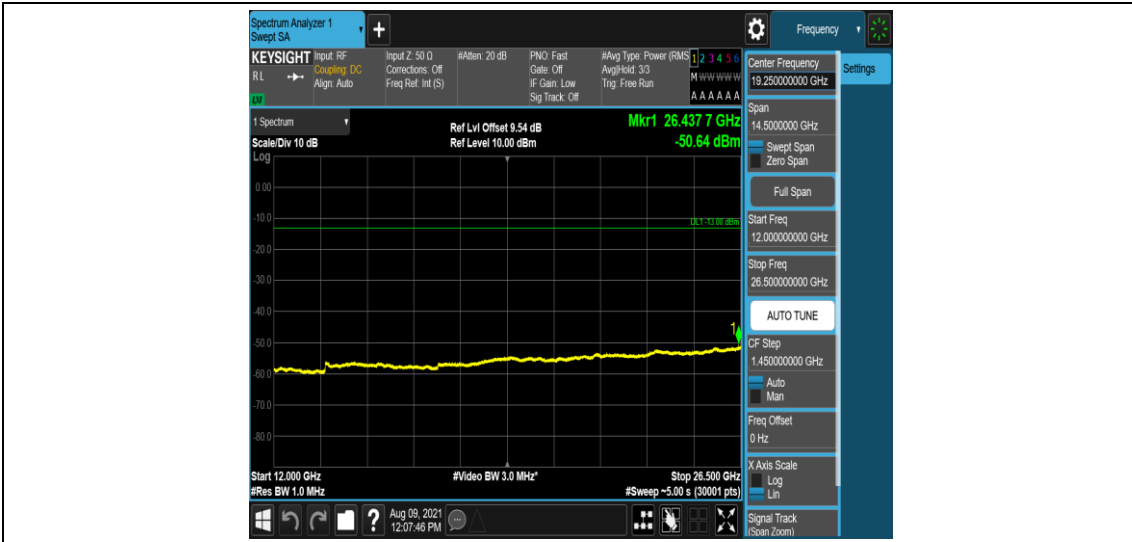 Spectrum Analyzer 1
Swept SA
+
Frequency
KEYSIGHT
Input: RF
Input Z: 50 Ω
#Atten: 20 dB
PNO: Fast
#Avg Type: Power (RMS
1 2 3 4 5 6
RL
Coupling: DC
Corrections: Off
Gate: Off
Avg|Hold: 3/3
M W W W W W
Align: Auto
Freq Ref: Int (S)
IF Gain: Low
Trig: Free Run
Sig Track: Off
A A A A A A
LXI
1 Spectrum
Ref Lvl Offset 9.54 dB
Mkr1 26.437 7 GHz
Scale/Div 10 dB
Ref Level 10.00 dBm
-50.64 dBm
Log
0.00
-10.0
DL1 -13.00 dBm
-20.0
-30.0
-40.0
1
-50.0
-60.0
-70.0
-80.0
Start 12.000 GHz
#Video BW 3.0 MHz*
Stop 26.500 GHz
#Res BW 1.0 MHz
#Sweep ~5.00 s (30001 pts)
?
Aug 09, 2021
12:07:46 PM
Center Frequency
19.250000000 GHz
Settings
Span
14.5000000 GHz
Swept Span
Zero Span
Full Span
Start Freq
12.000000000 GHz
Stop Freq
26.500000000 GHz
AUTO TUNE
CF Step
1.450000000 GHz
Auto
Man
Freq Offset
0 Hz
X Axis Scale
Log
Lin
Signal Track
(Span Zoom)